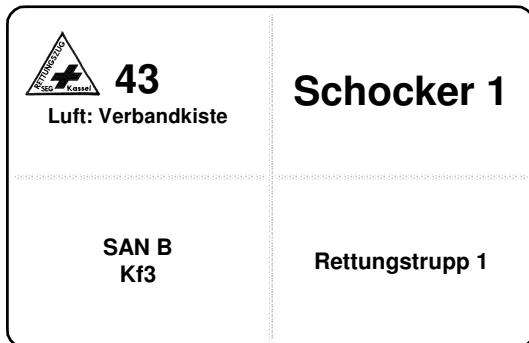 RETTUNGSZUG
SEG Kassel
43
Luft: Verbandkiste
Schocker 1
SAN B
Kf3
Rettungstrupp 1